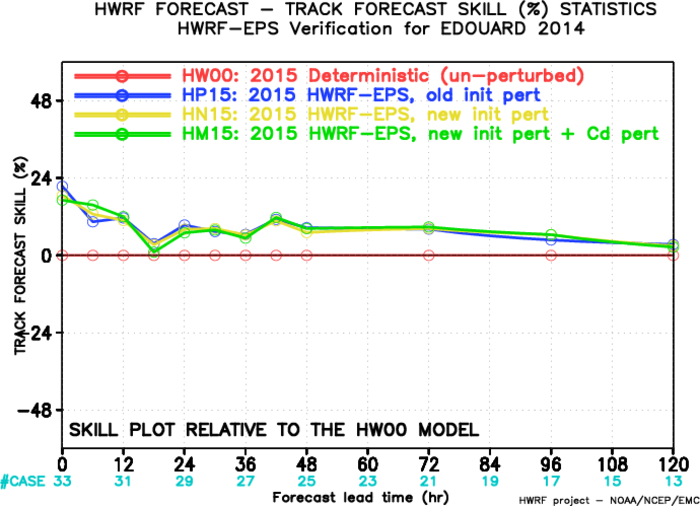 HWRF FORECAST – TRACK FORECAST SKILL (%) STATISTICS
HWRF–EPS Verification for EDOUARD 2014
HW00: 2015 Deterministic (un–perturbed)
HP15: 2015 HWRF–EPS, old init pert
HN15: 2015 HWRF–EPS, new init pert
HM15: 2015 HWRF–EPS, new init pert + Cd pert
TRACK FORECAST SKILL (%)
48
24
0
–24
–48
SKILL PLOT RELATIVE TO THE HW00 MODEL
0 12 24 36 48 60 72 84 96 108 120
#CASE 33 31 29 27 25 23 21 19 17 15 13
Forecast lead time (hr)
HWRF project – NOAA/NCEP/EMC